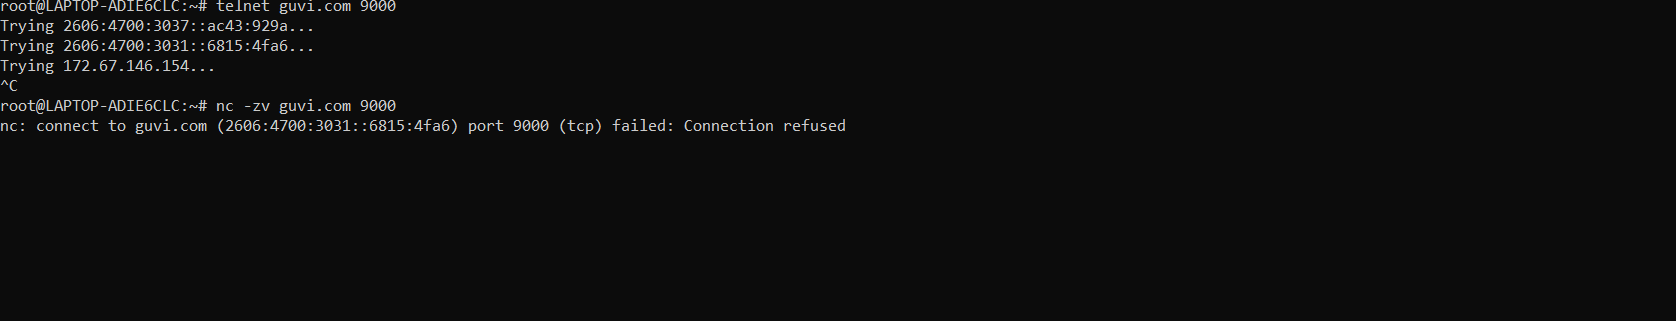 root@LAPTOP-ADIE6CLC:~# telnet guvi.com 9000
Trying 2606:4700:3037::ac43:929a...
Trying 2606:4700:3031::6815:4fa6...
Trying 172.67.146.154...
^C
root@LAPTOP-ADIE6CLC:~# nc -zv guvi.com 9000
nc: connect to guvi.com (2606:4700:3031::6815:4fa6) port 9000 (tcp) failed: Connection refused